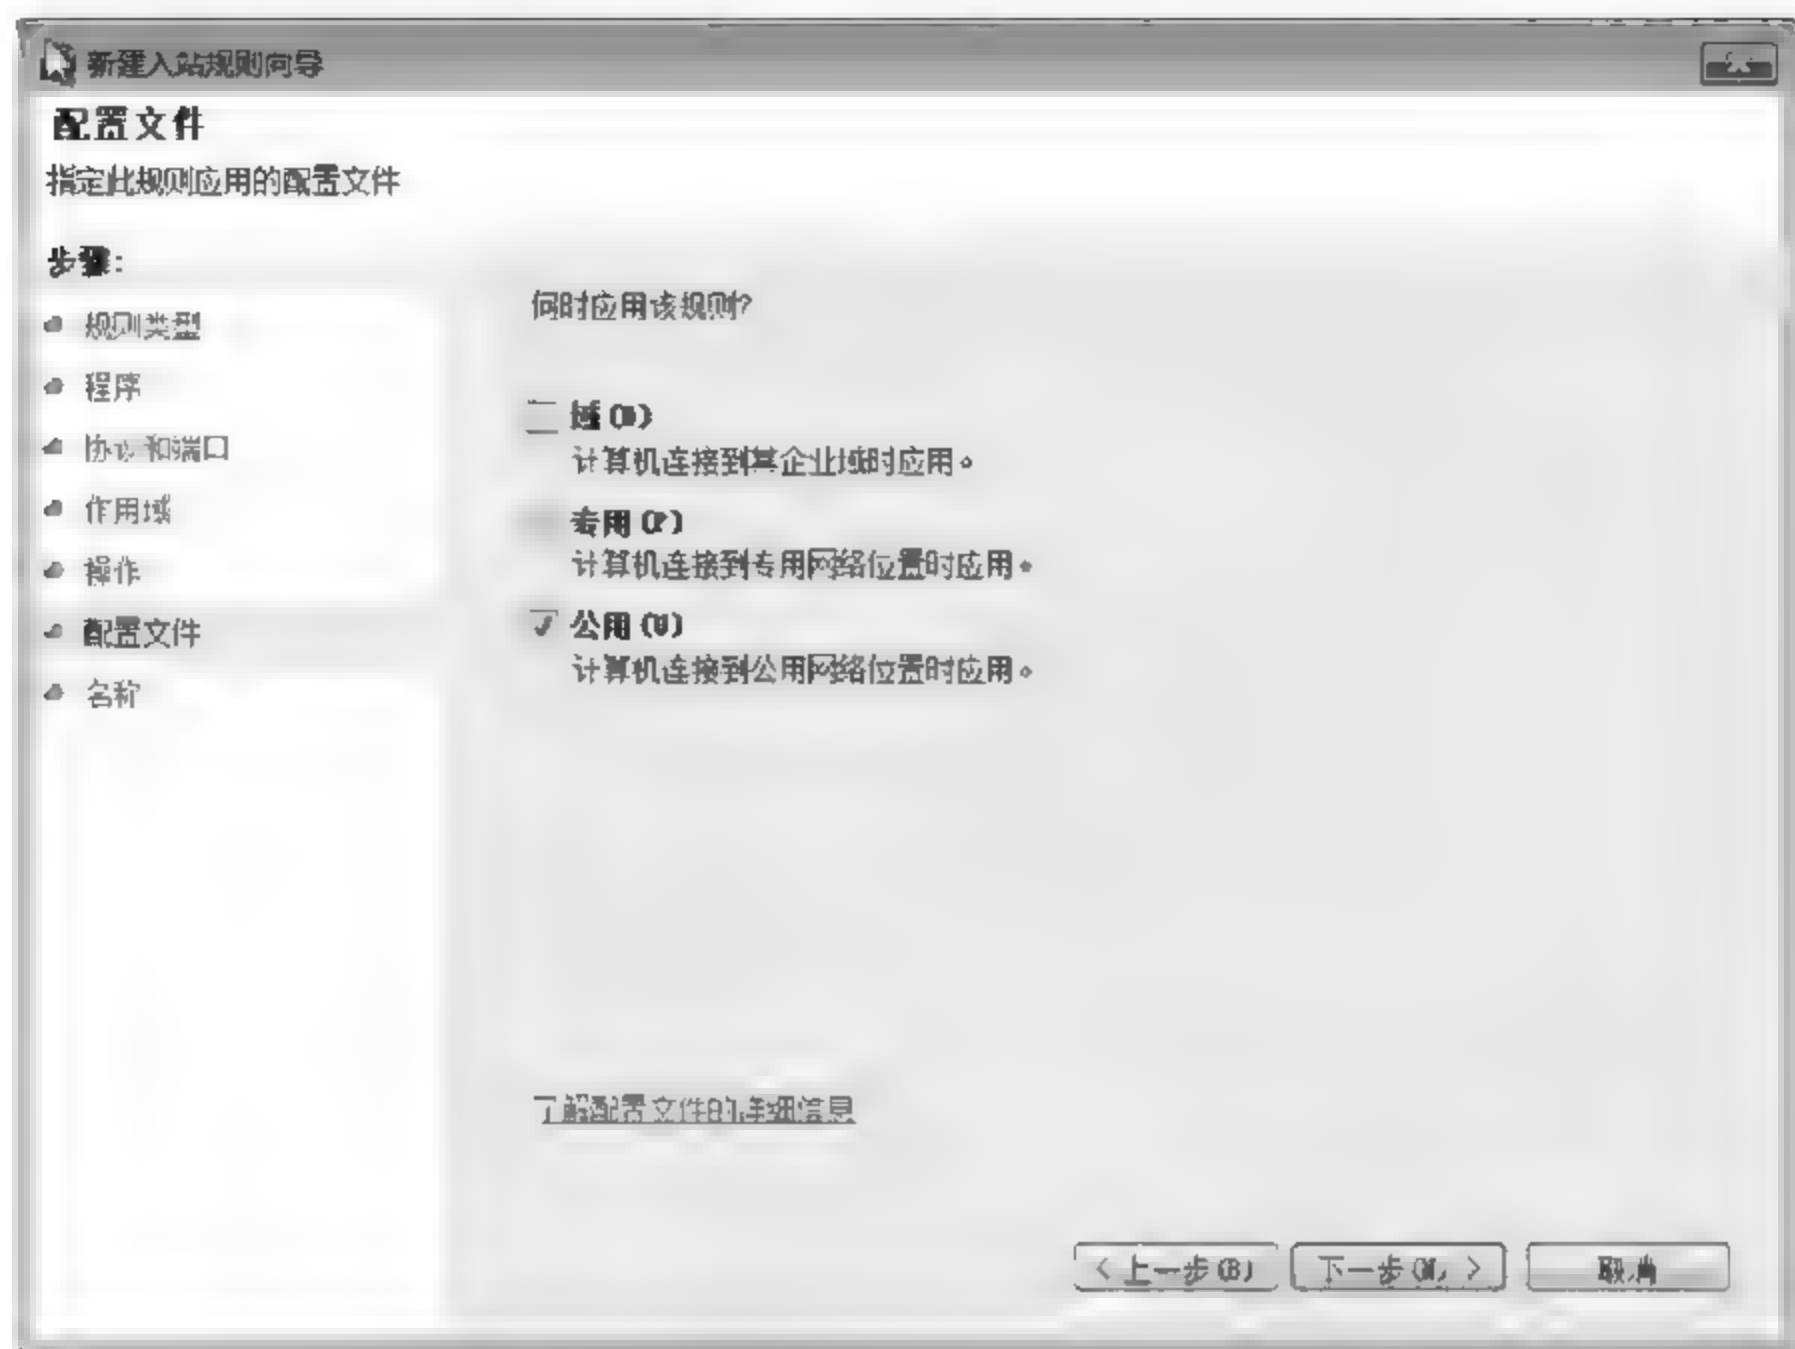 新建入站规则向导
配置文件
指定此规则应用的配置文件
步骤:
规则类型
程序
协议和端口
作用域
操作
配置文件
名称
何时应用该规则?
域(D)
计算机连接到其企业域时应用。
专用(P)
计算机连接到专用网络位置时应用。
公用(U)
计算机连接到公用网络位置时应用。
了解配置文件的详细信息
<上一步(B) 下一步(N) > 取消